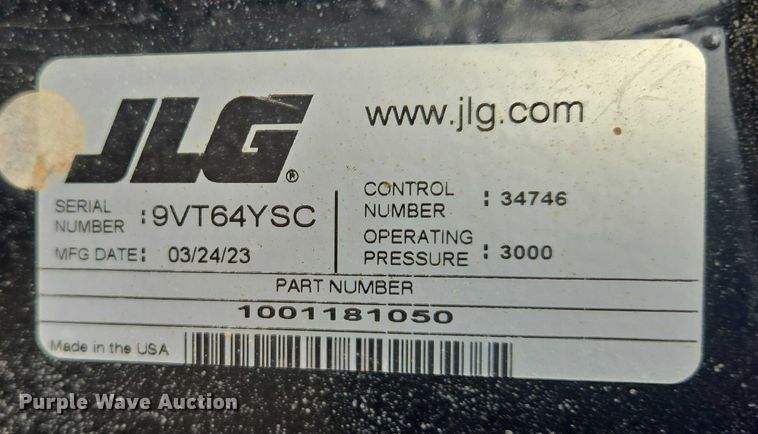 JLG®
www.jlg.com
SERIAL NUMBER : 9VT64YSC
MFG DATE: 03/24/23
CONTROL NUMBER : 34746
OPERATING PRESSURE : 3000
PART NUMBER
1001181050
Made in the USA
Purple Wave Auction